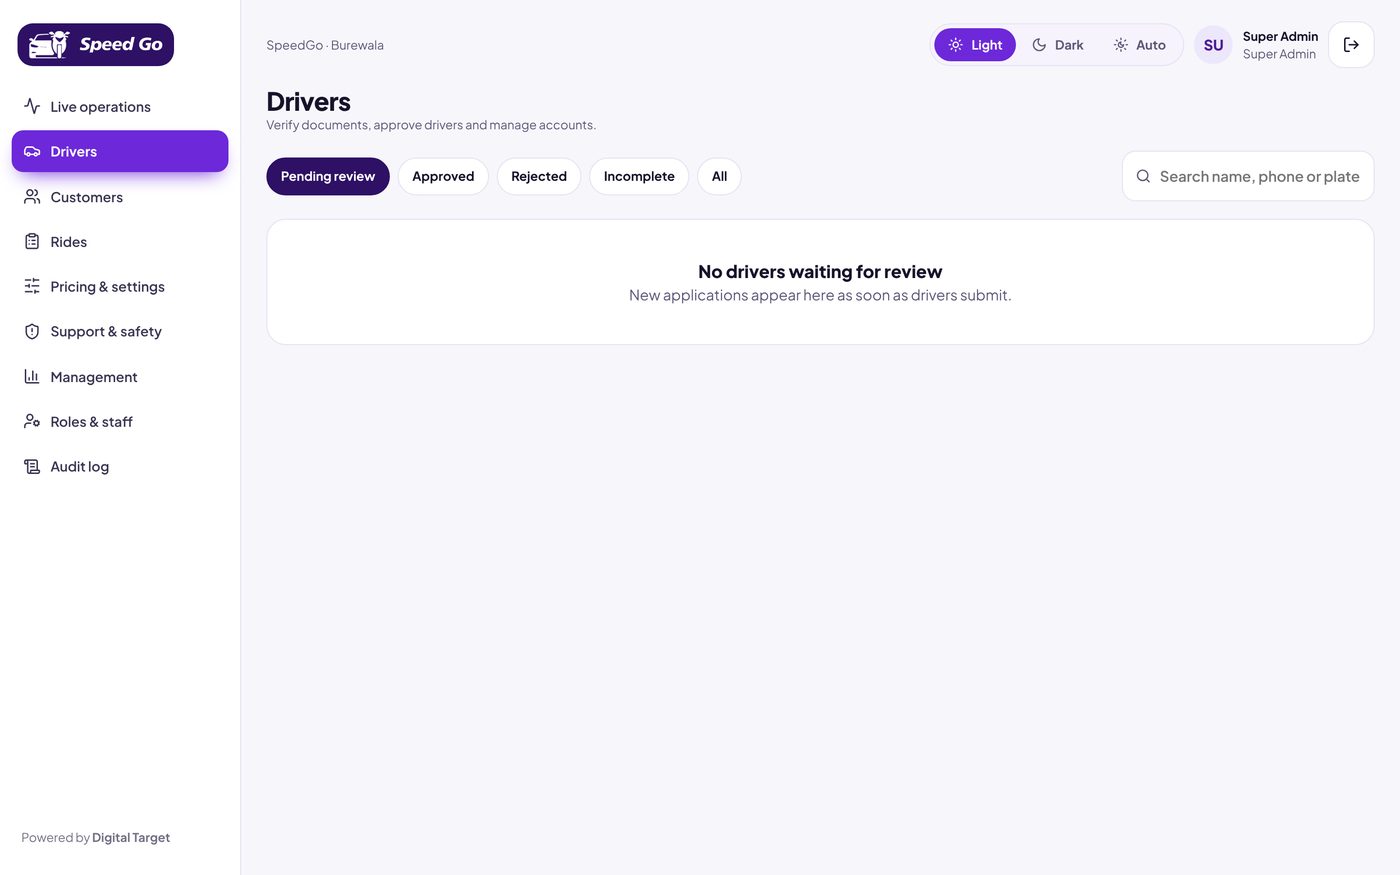 Speed Go
SpeedGo · Burewala
Light
Dark
Auto
SU
Super Admin
Super Admin
Live operations
Drivers
Customers
Rides
Pricing & settings
Support & safety
Management
Roles & staff
Audit log
Drivers
Verify documents, approve drivers and manage accounts.
Pending review
Approved
Rejected
Incomplete
All
Search name, phone or plate
No drivers waiting for review
New applications appear here as soon as drivers submit.
Powered by Digital Target